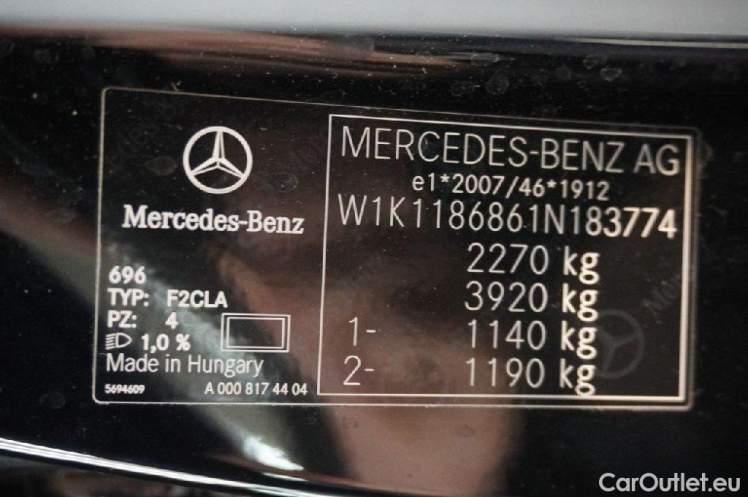 Mercedes-Benz
696
TYP: F2CLA
PZ: 4
1,0 %
Made in Hungary
5694609 A 000 817 44 04
MERCEDES-BENZ AG
e1*2007/46*1912
W1K1186861N183774
2270 kg
3920 kg
1- 1140 kg
2- 1190 kg
CarOutlet.eu